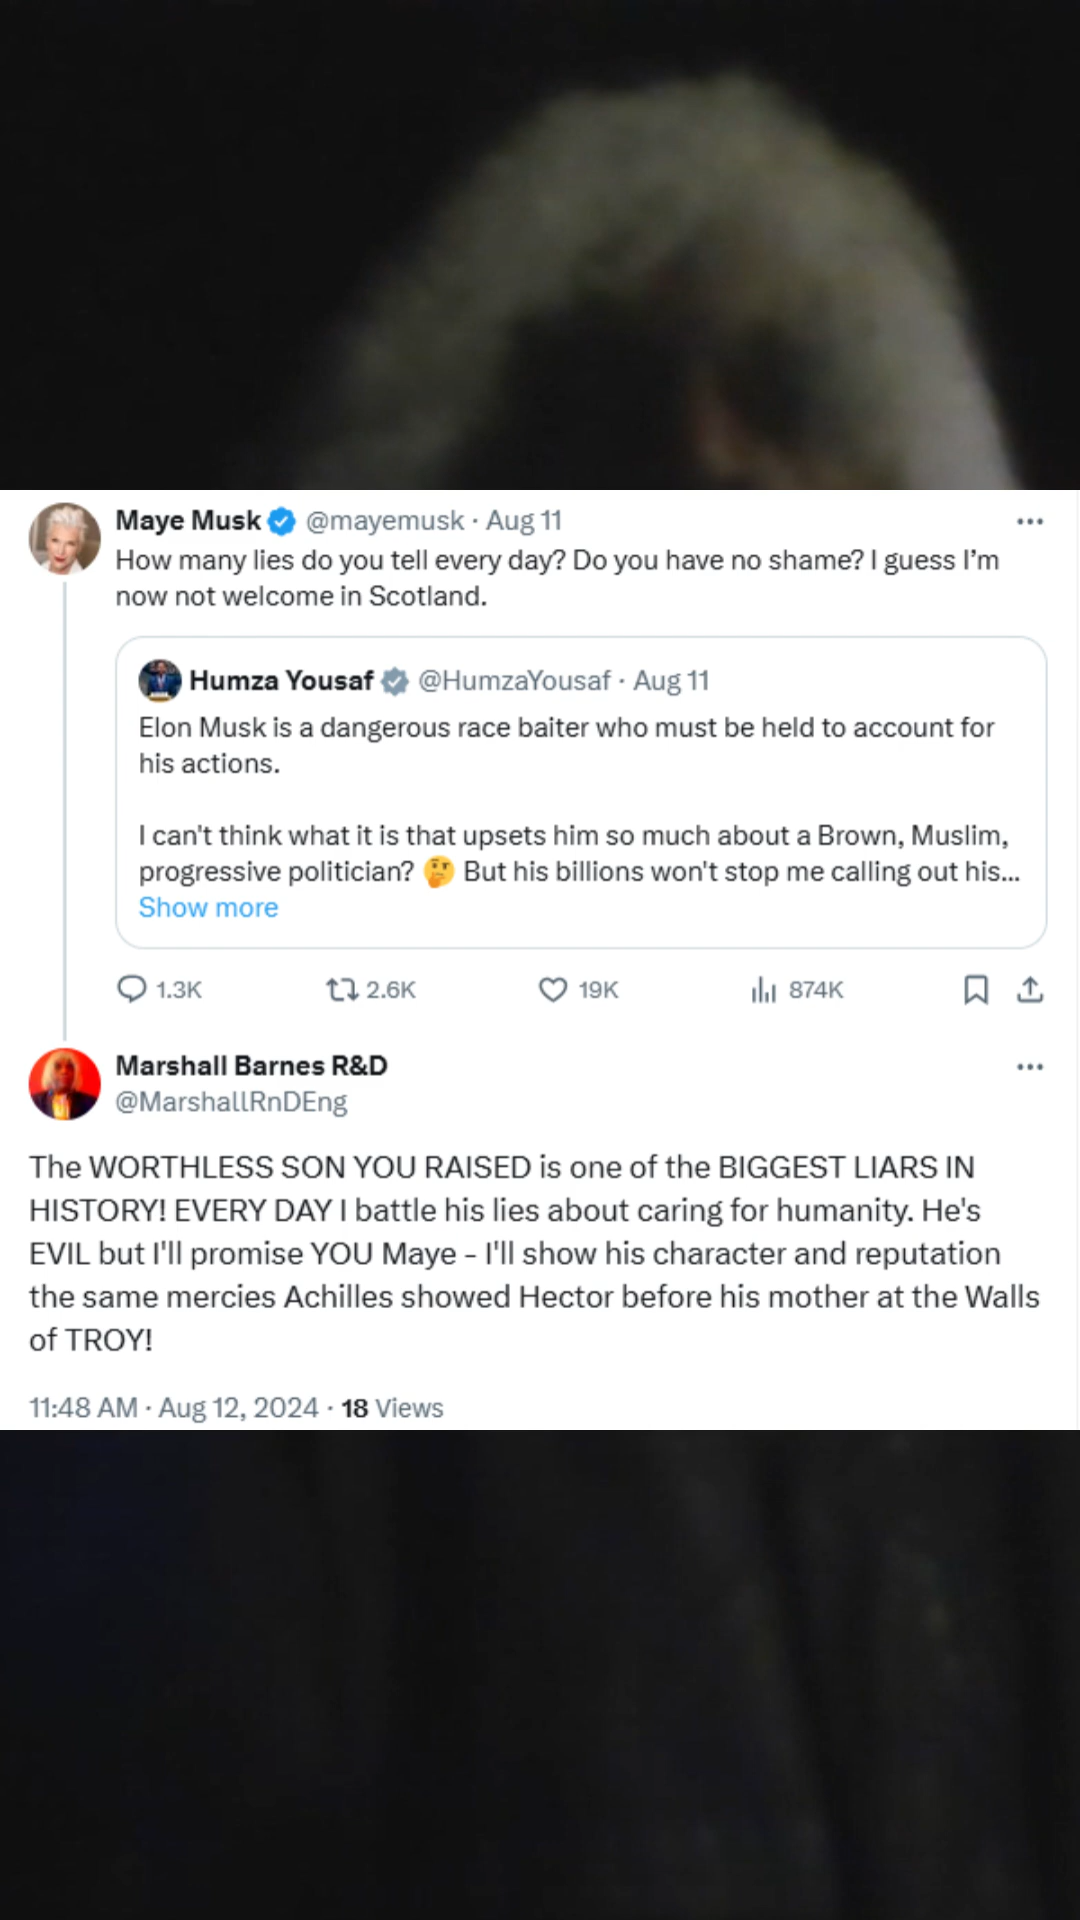 Maye Musk @mayemusk · Aug 11
How many lies do you tell every day? Do you have no shame? I guess I’m
now not welcome in Scotland.
Humza Yousaf @HumzaYousaf · Aug 11
Elon Musk is a dangerous race baiter who must be held to account for
his actions.
I can't think what it is that upsets him so much about a Brown, Muslim,
progressive politician? 🤔 But his billions won't stop me calling out his...
Show more
1.3K 2.6K 19K 874K
Marshall Barnes R&D
@MarshallRnDEng
The WORTHLESS SON YOU RAISED is one of the BIGGEST LIARS IN
HISTORY! EVERY DAY I battle his lies about caring for humanity. He's
EVIL but I'll promise YOU Maye - I'll show his character and reputation
the same mercies Achilles showed Hector before his mother at the Walls
of TROY!
11:48 AM · Aug 12, 2024 · 18 Views